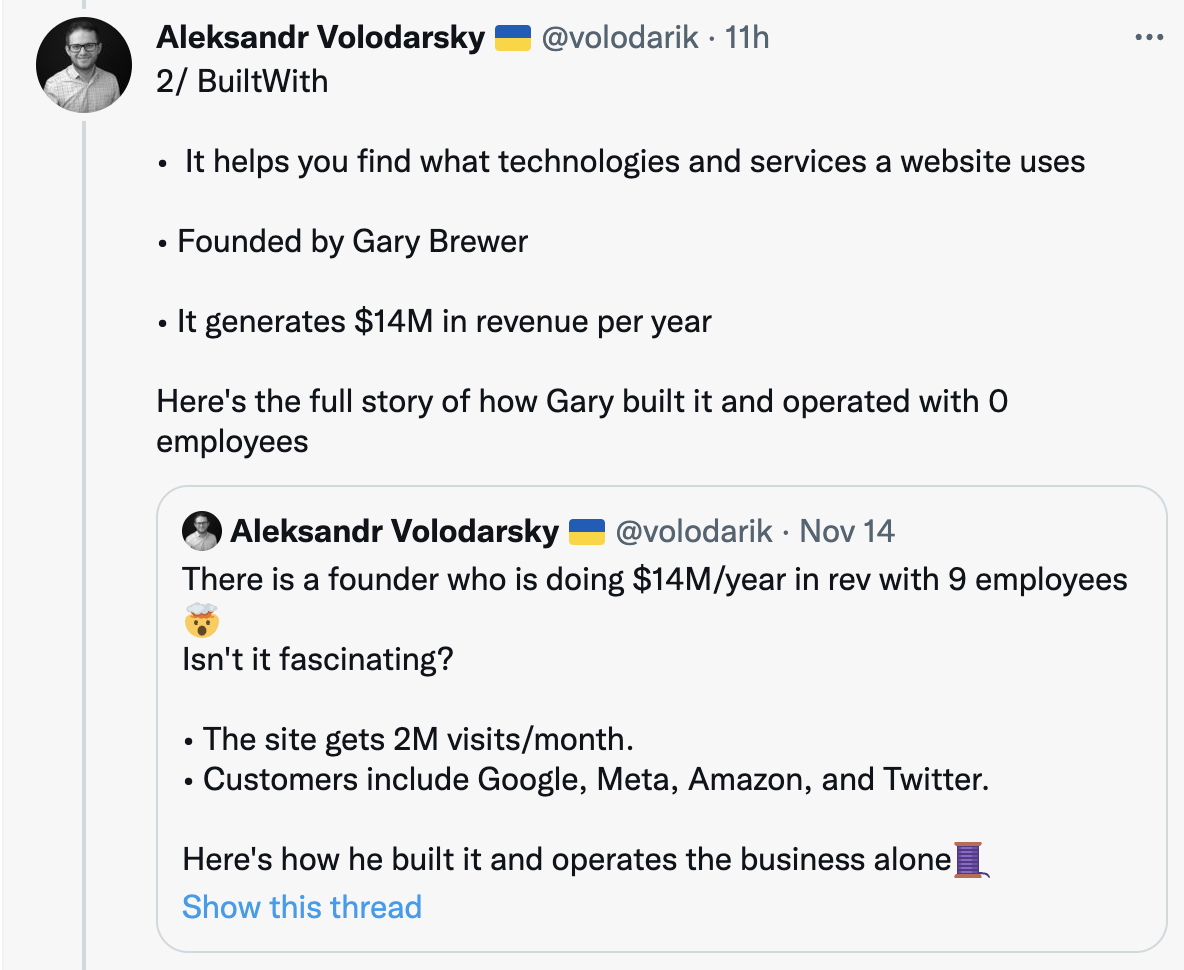 Aleksandr Volodarsky 🇺🇦 @volodarik · 11h
2/ BuiltWith
• It helps you find what technologies and services a website uses
• Founded by Gary Brewer
• It generates $14M in revenue per year
Here's the full story of how Gary built it and operated with 0
employees
Aleksandr Volodarsky 🇺🇦 @volodarik · Nov 14
There is a founder who is doing $14M/year in rev with 9 employees
🤯
Isn't it fascinating?
• The site gets 2M visits/month.
• Customers include Google, Meta, Amazon, and Twitter.
Here's how he built it and operates the business alone🧵
Show this thread